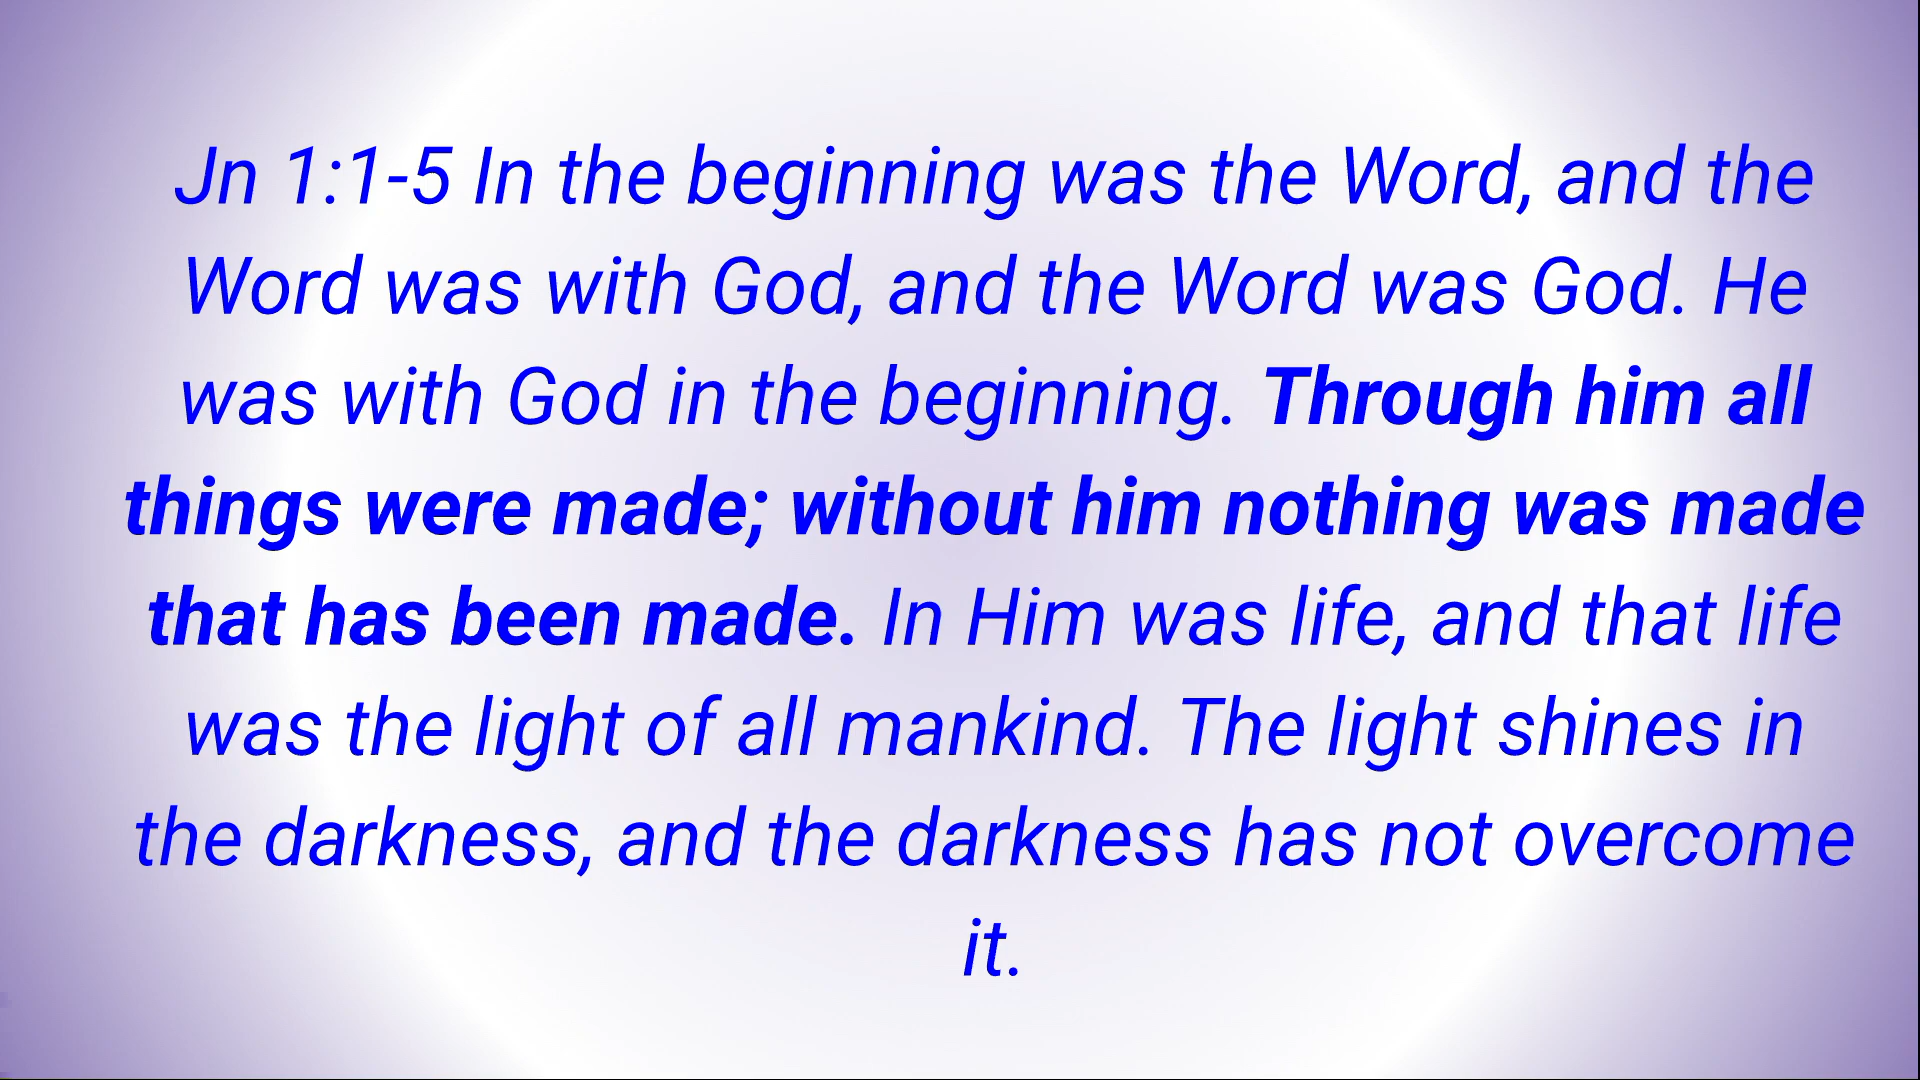 Jn 1:1-5 In the beginning was the Word, and the
Word was with God, and the Word was God. He
was with God in the beginning. Through him all
things were made; without him nothing was made
that has been made. In Him was life, and that life
was the light of all mankind. The light shines in
the darkness, and the darkness has not overcome
it.